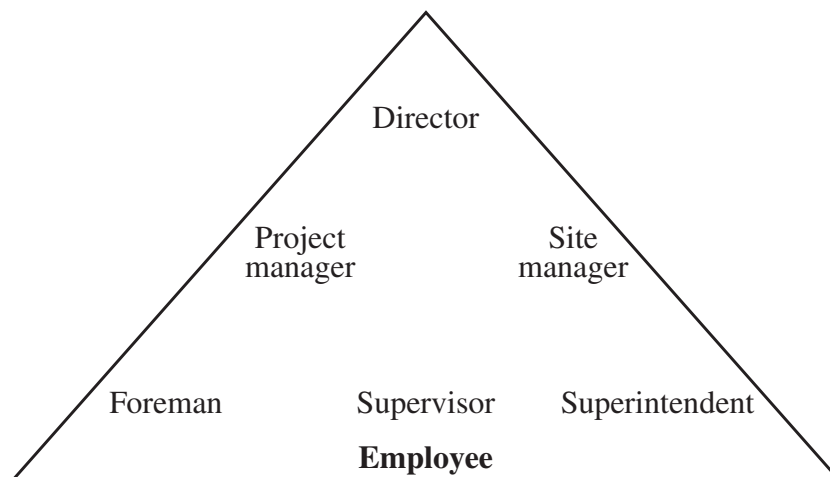 Director
Project
manager
Site
manager
Foreman
Supervisor
Superintendent
Employee